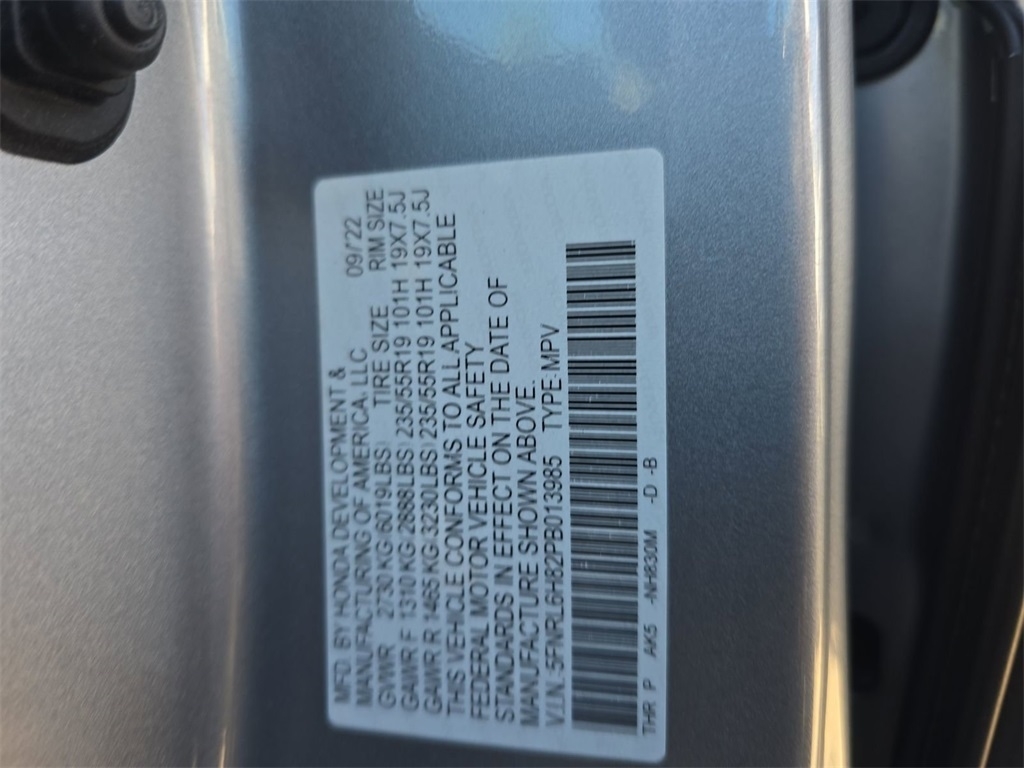 MFD. BY HONDA DEVELOPMENT &
MANUFACTURING OF AMERICA, LLC 09/'22
GVWR 2730 KG (6019LBS) TIRE SIZE RIM SIZE
GAWR F 1310 KG (2888LBS) 235/55R19 101H 19X7.5J
GAWR R 1465 KG (3230LBS) 235/55R19 101H 19X7.5J
THIS VEHICLE CONFORMS TO ALL APPLICABLE
FEDERAL MOTOR VEHICLE SAFETY
STANDARDS IN EFFECT ON THE DATE OF
MANUFACTURE SHOWN ABOVE.
V.I.N.: 5FNRL6H82PB013985 TYPE: MPV
THR P AK5 -NH830M -D -B